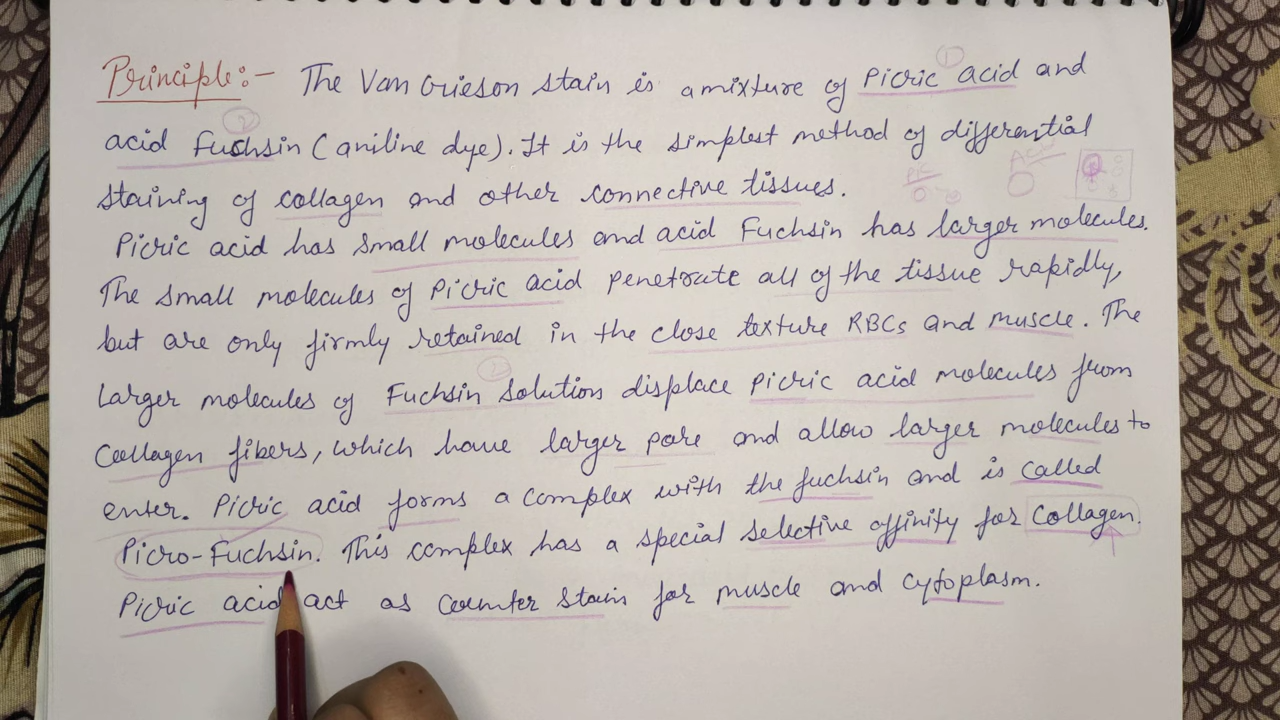 Principle:- The Van Grieson stain is a mixture of Picric acid and
acid Fuchsin (aniline dye). It is the simplest method of differential
staining of collagen and other connective tissues.
Picric acid has small molecules and acid Fuchsin has larger molecules.
The small molecules of Picric acid penetrate all of the tissue rapidly,
but are only firmly retained in the close texture RBCs and muscle. The
larger molecules of Fuchsin solution displace picric acid molecules from
Collagen fibers, which have larger pore and allow larger molecules to
enter. Picric acid forms a complex with the fuchsin and is called
Picro-Fuchsin. This complex has a special selective affinity for Collagen.
Picric acid act as counter stain for muscle and cytoplasm.